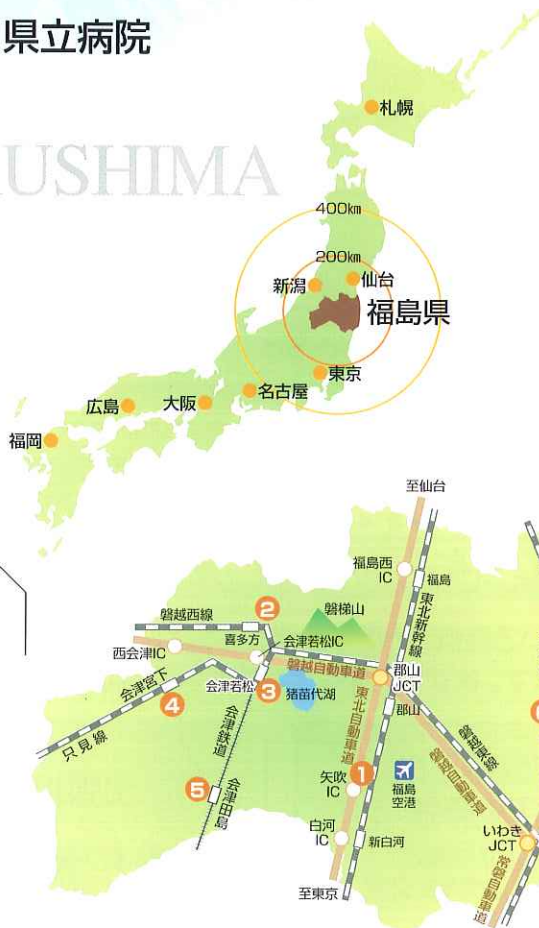 県立病院
USHIMA
札幌
400km
200km
新潟
仙台
福島県
東京
名古屋
大阪
広島
福岡
至仙台
福島西
IC
福島
東北新幹線
磐梯山
磐越西線
2
喜多方
会津若松IC
西会津IC
磐越自動車道
郡山
JCT
会津宮下
会津若松
3
猪苗代湖
郡山
4
只見線
会津鉄道
東北自動車道
磐越東線
磐越自動車道
1
5
会津田島
矢吹
IC
福島
空港
白河
IC
新白河
いわき
JCT
至東京
常磐自動車道